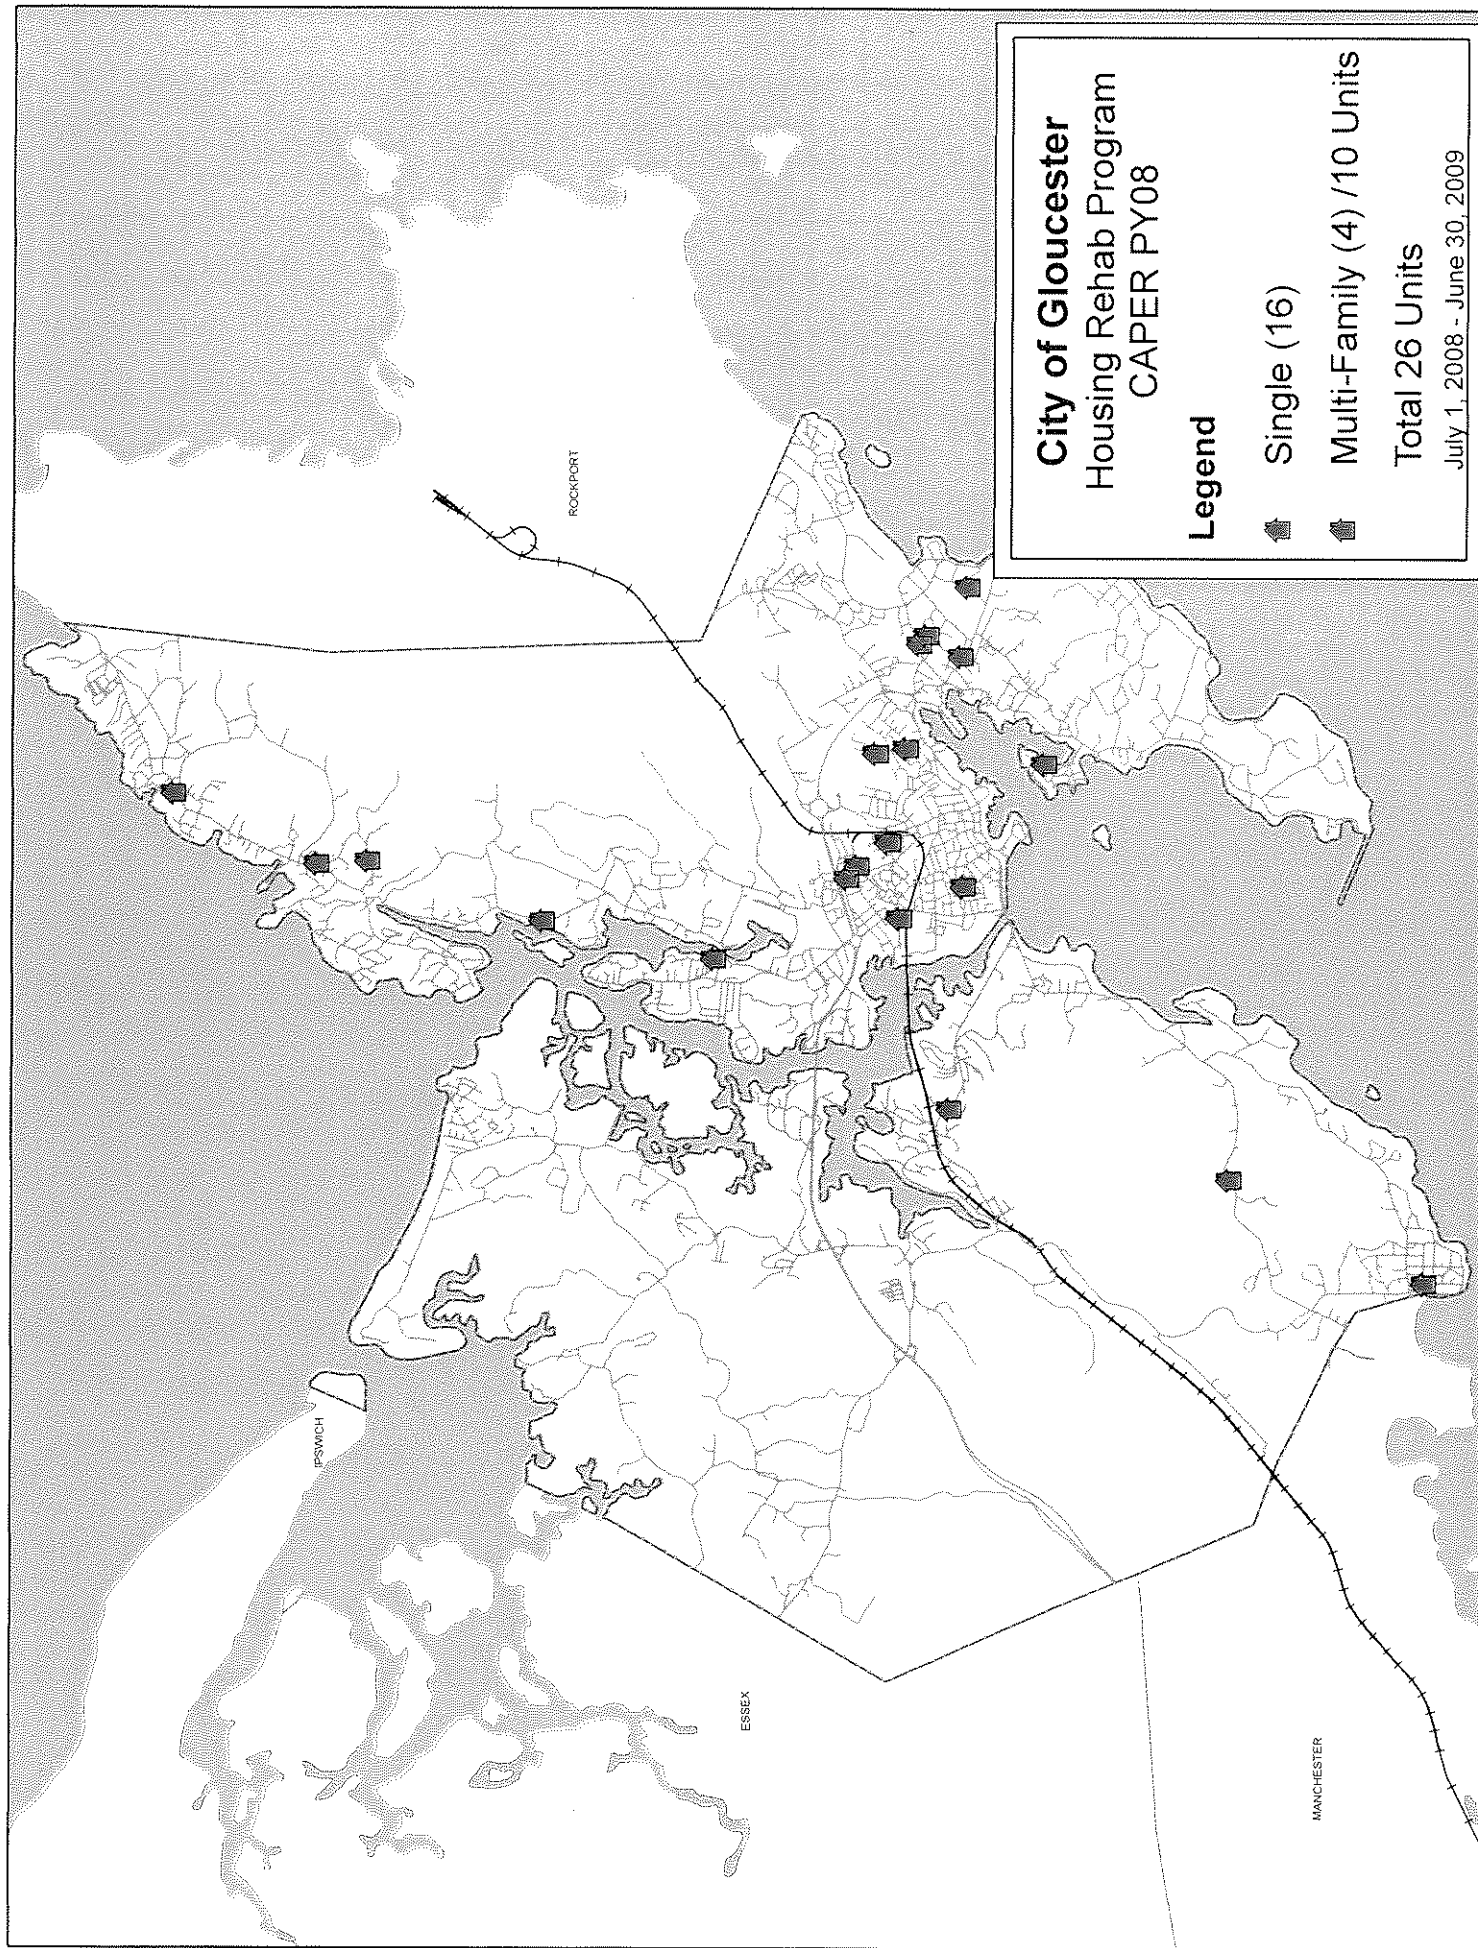 City of Gloucester
Housing Rehab Program
CAPER PY08
Legend
Single (16)
Multi-Family (4) /10 Units
Total 26 Units
July 1, 2008 - June 30, 2009
ROCKPORT
IPSWICH
ESSEX
MANCHESTER